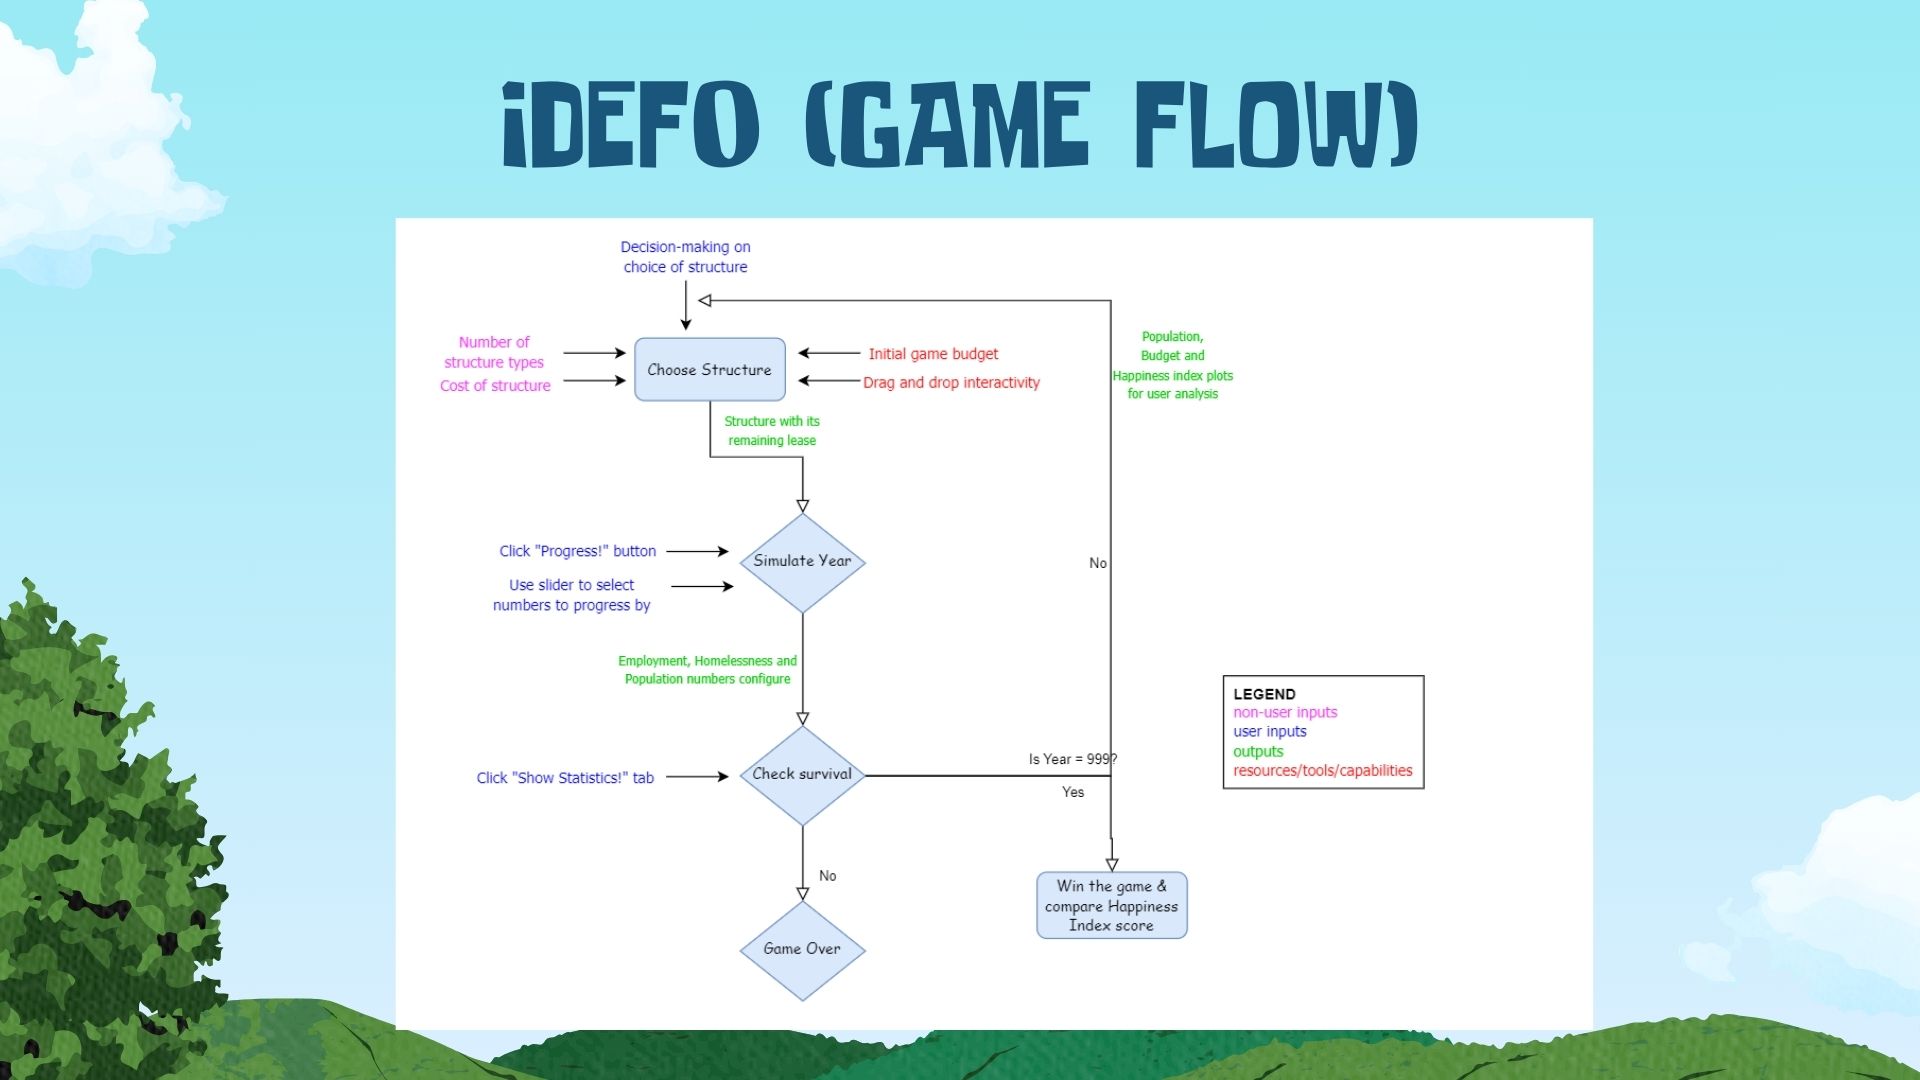 iDEF0 (GAME FLOW)
Decision-making on
choice of structure
Number of
structure types
Cost of structure
Choose Structure
Initial game budget
Drag and drop interactivity
Population,
Budget and
Happiness index plots
for user analysis
Structure with its
remaining lease
Click "Progress!" button
Use slider to select
numbers to progress by
Simulate Year
No
Employment, Homelessness and
Population numbers configure
Click "Show Statistics!" tab
Check survival
Is Year = 999?
Yes
LEGEND
non-user inputs
user inputs
outputs
resources/tools/capabilities
No
Game Over
Win the game &
compare Happiness
Index score